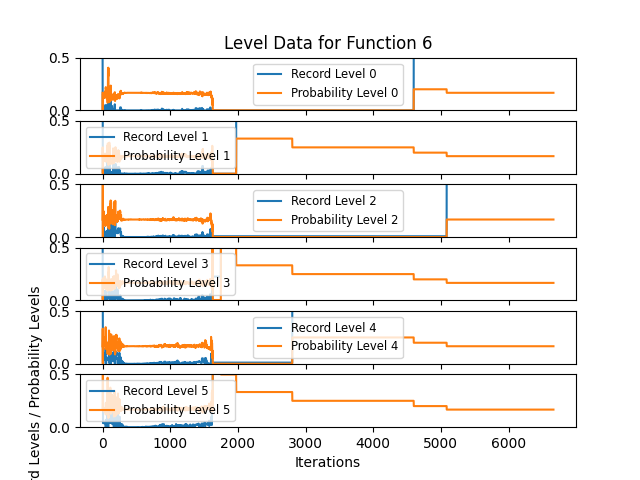 Level Data for Function 6
0.5
0.0
Record Level 0
Probability Level 0
0.5
0.0
Record Level 1
Probability Level 1
0.5
0.0
Record Level 2
Probability Level 2
0.5
0.0
Record Level 3
Probability Level 3
0.5
0.0
Record Level 4
Probability Level 4
0.5
0.0
Record Level 5
Probability Level 5
0 1000 2000 3000 4000 5000 6000
Iterations
rd Levels / Probability Levels